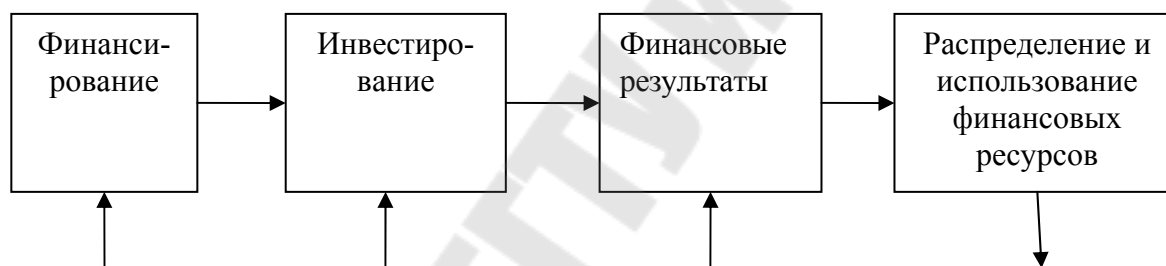 Финанси-
рование
Инвестиро-
вание
Финансовые
результаты
Распределение и
использование
финансовых
ресурсов